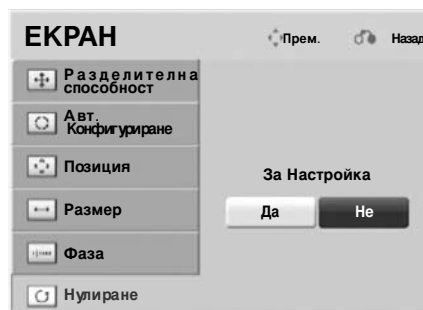 ЕКРАН
Прем.
Назад
Разделителна
способност
Авт.
Конфигуриране
Позиция
Размер
Фаза
Нулиране
За Настройка
Да
Не